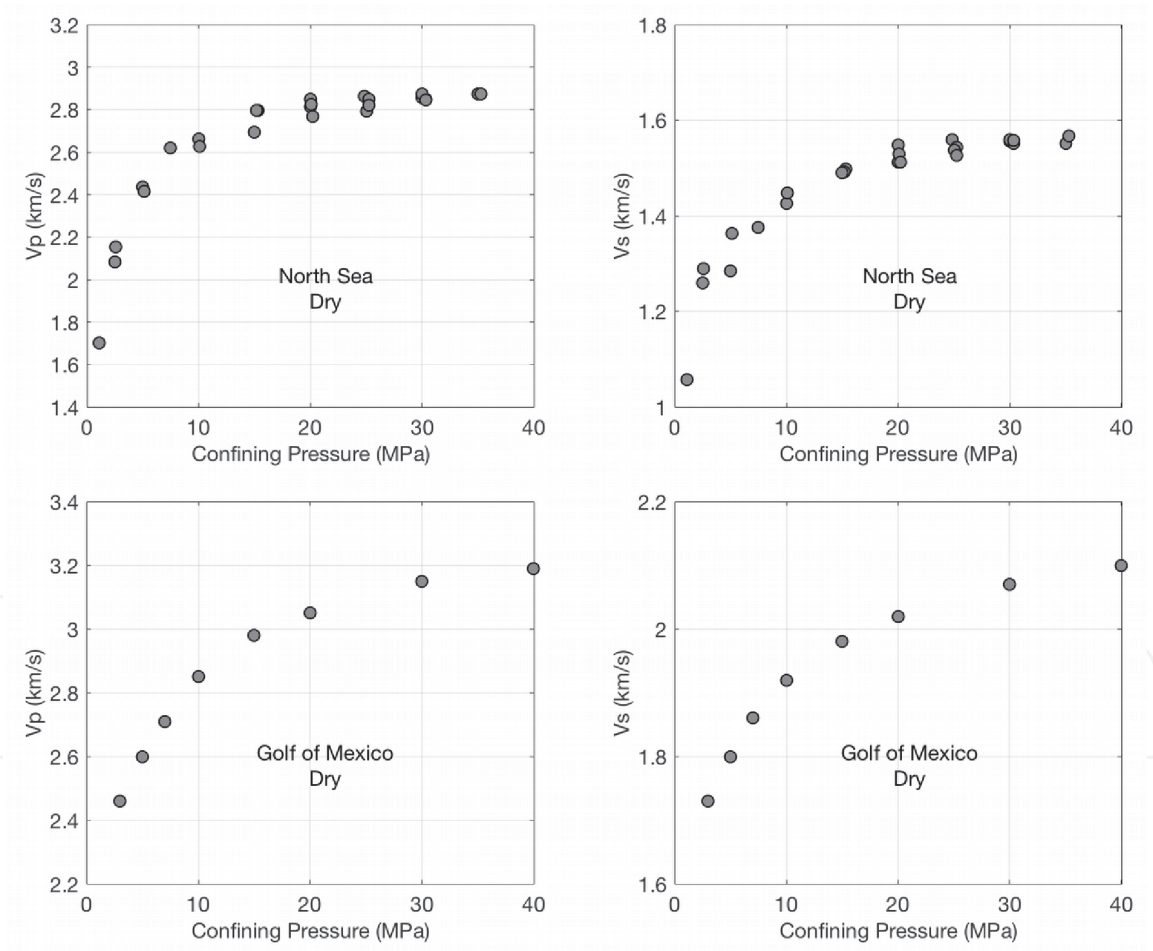 3.2
3
2.8
2.6
2.4
2.2
2
1.8
1.6
1.4
Vp (km/s)
North Sea
Dry
0 10 20 30 40
Confining Pressure (MPa)
1.8
1.6
1.4
1.2
1
Vs (km/s)
North Sea
Dry
0 10 20 30 40
Confining Pressure (MPa)
3.4
3.2
3
2.8
2.6
2.4
2.2
Vp (km/s)
Golf of Mexico
Dry
0 10 20 30 40
Confining Pressure (MPa)
2.2
2
1.8
1.6
Vs (km/s)
Golf of Mexico
Dry
0 10 20 30 40
Confining Pressure (MPa)